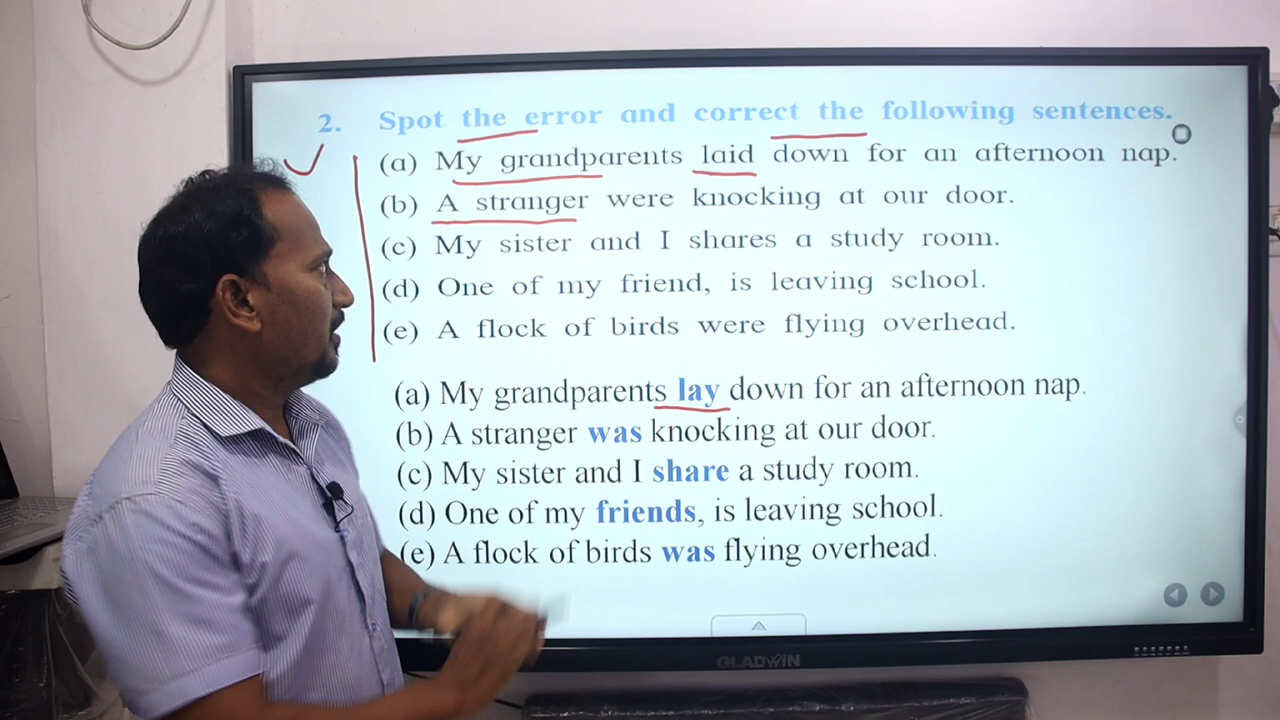 2. Spot the error and correct the following sentences.
(a) My grandparents laid down for an afternoon nap.
(b) A stranger were knocking at our door.
(c) My sister and I shares a study room.
(d) One of my friend, is leaving school.
(e) A flock of birds were flying overhead.
(a) My grandparents lay down for an afternoon nap.
(b) A stranger was knocking at our door.
(c) My sister and I share a study room.
(d) One of my friends, is leaving school.
(e) A flock of birds was flying overhead.
GLADWIN